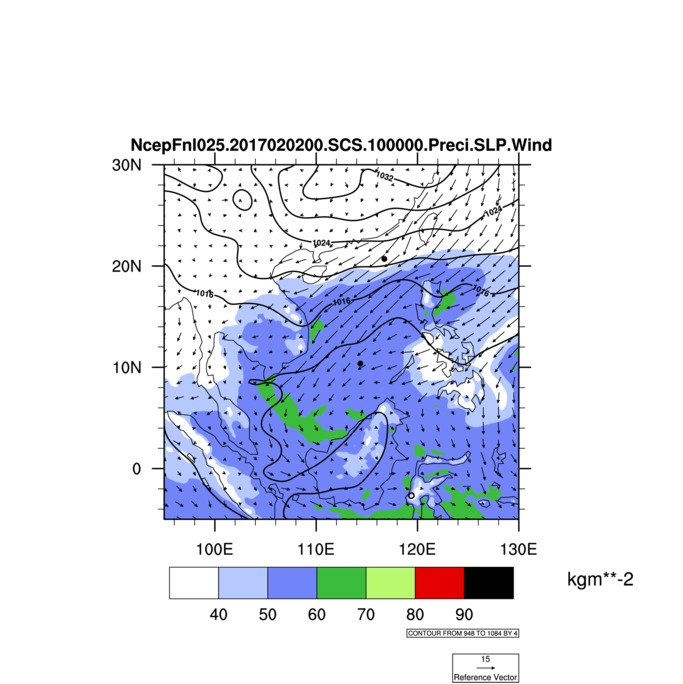 NcepFnl025.2017020200.SCS.100000.Preci.SLP.Wind
30N
1032
1024
1024
20N
1016
1016
1016
10N
0
100E 110E 120E 130E
kgm**-2
40 50 60 70 80 90
CONTOUR FROM 948 TO 1084 BY 4
15
Reference Vector